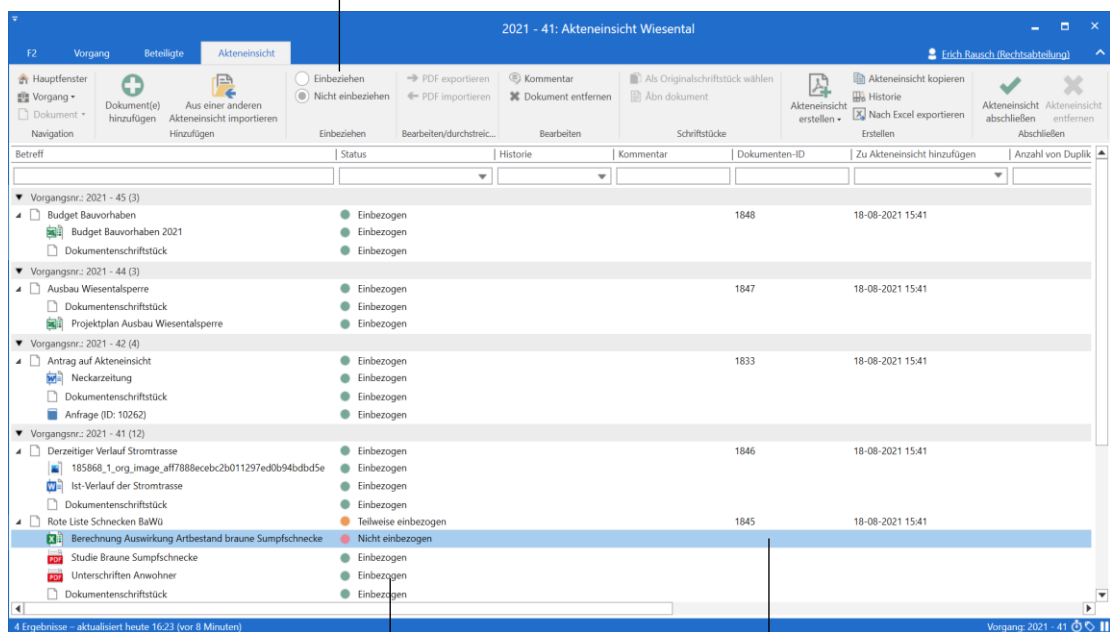 2021 - 41: Akteneinsicht Wiesental
F2 Vorgang Beteiligte Akteneinsicht Erich Rausch (Rechtsabteilung)
Hauptfenster
Vorgang
Dokument
Navigation
Dokument(e)
hinzufügen
Aus einer anderen
Akteneinsicht importieren
Hinzufügen
Einbeziehen
Nicht einbeziehen
Einbeziehen
PDF exportieren
PDF importieren
Bearbeiten/durchstreic...
Kommentar
Dokument entfernen
Bearbeiten
Als Originalschriftstück wählen
Äbn dokument
Schriftstücke
Akteneinsicht
erstellen
Akteneinsicht kopieren
Historie
Nach Excel exportieren
Erstellen
Akteneinsicht
abschließen
Akteneinsicht
entfernen
Abschließen
Betreff Status Historie Kommentar Dokumenten-ID Zu Akteneinsicht hinzufügen Anzahl von Duplik
Vorgangsnr.: 2021 - 45 (3)
Budget Bauvorhaben Einbezogen 1848 18-08-2021 15:41
Budget Bauvorhaben 2021 Einbezogen
Dokumentenschriftstück Einbezogen
Vorgangsnr.: 2021 - 44 (3)
Ausbau Wiesentalsperre Einbezogen 1847 18-08-2021 15:41
Dokumentenschriftstück Einbezogen
Projektplan Ausbau Wiesentalsperre Einbezogen
Vorgangsnr.: 2021 - 42 (4)
Antrag auf Akteneinsicht Einbezogen 1833 18-08-2021 15:41
Neckarzeitung Einbezogen
Dokumentenschriftstück Einbezogen
Anfrage (ID: 10262) Einbezogen
Vorgangsnr.: 2021 - 41 (12)
Derzeitiger Verlauf Stromtrasse Einbezogen 1846 18-08-2021 15:41
185868_1_org_image_aff7888ecebc2b011297ed0b94bdbd5e Einbezogen
Ist-Verlauf der Stromtrasse Einbezogen
Dokumentenschriftstück Einbezogen
Rote Liste Schnecken BaWü Teilweise einbezogen 1845 18-08-2021 15:41
Berechnung Auswirkung Artbestand braune Sumpfschnecke Nicht einbezogen
PDF Studie Braune Sumpfschnecke Einbezogen
PDF Unterschriften Anwohner Einbezogen
Dokumentenschriftstück Einbezogen
4 Ergebnisse – aktualisiert heute 16:23 (vor 8 Minuten) Vorgang: 2021 - 41